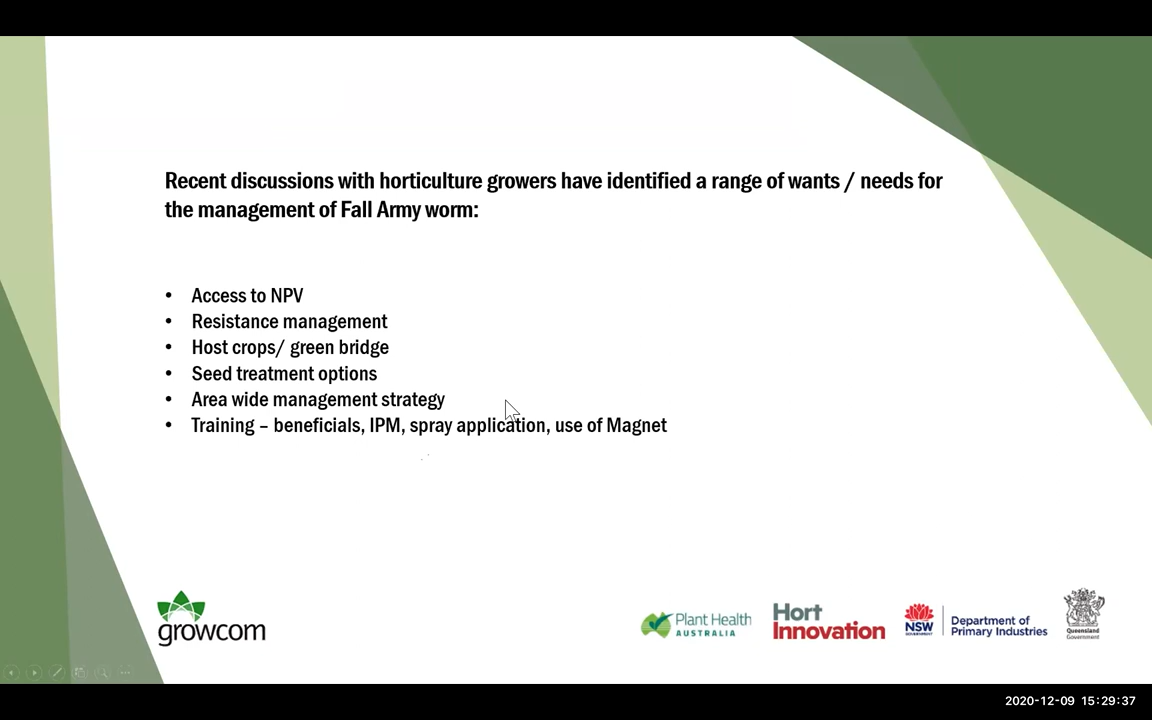 Recent discussions with horticulture growers have identified a range of wants / needs for
the management of Fall Army worm:
• Access to NPV
• Resistance management
• Host crops/ green bridge
• Seed treatment options
• Area wide management strategy
• Training – beneficials, IPM, spray application, use of Magnet
growcom
Plant Health
AUSTRALIA
Hort
Innovation
NSW
GOVERNMENT
Department of
Primary Industries
Queensland
Government
2020-12-09 15:29:37